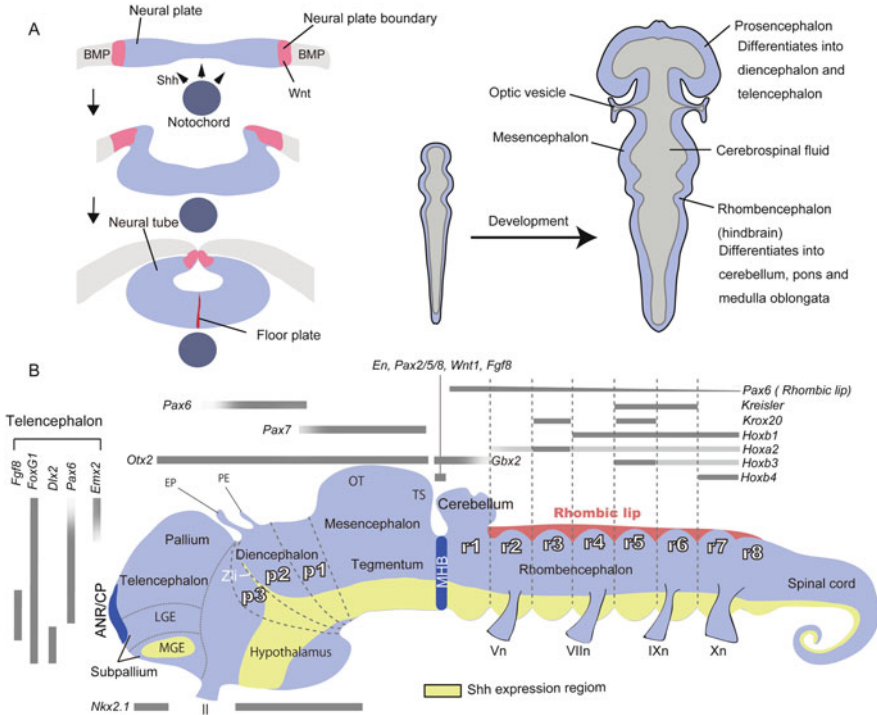 A
Neural plate
Neural plate boundary
BMP
BMP
Shh
Wnt
Notochord
Neural tube
Floor plate
Development
Optic vesicle
Mesencephalon
Prosencephalon
Differentiates into
diencephalon and
telencephalon
Cerebrospinal fluid
Rhombencephalon
(hindbrain)
Differentiates into
cerebellum, pons and
medulla oblongata
B
En, Pax2/5/8, Wnt1, Fgf8
Telencephalon
Fgf8
FoxG1
Dlx2
Pax6
Emx2
Pax6
Pax7
Otx2
Gbx2
Pax6 ( Rhombic lip)
Kreisler
Krox20
Hoxb1
Hoxa2
Hoxb3
Hoxb4
EP
PE
OT
TS
Cerebellum
Rhombic lip
Pallium
Mesencephalon
Diencephalon
p1
p2
p3
Zli
Telencephalon
Tegmentum
MHB
r1
r2
r3
r4
r5
r6
r7
r8
Rhombencephalon
Spinal cord
ANR/CP
LGE
MGE
Subpallium
Hypothalamus
Vn
VIIn
IXn
Xn
II
Nkx2.1
Shh expression regiom